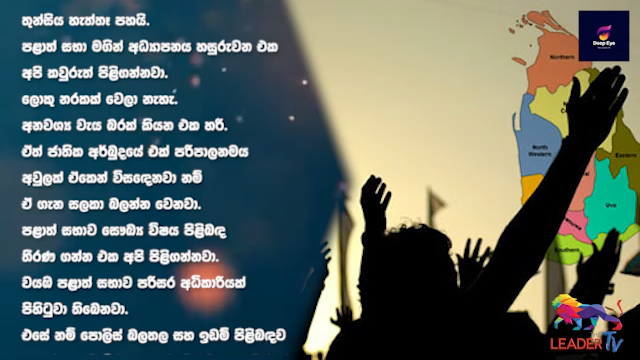 තුන්සිය හැත්තෑ පහයි.
පළාත් සභා මගින් අධ්‍යාපනය හසුරුවන එක
අපි කවුරුත් පිළිගන්නවා.
ලොකු නරකක් වෙලා නැහැ.
අනවශ්‍ය වැය බරක් කියන එක හරි.
ඒත් ජාතික අර්බුදයේ එක් පරිපාලනමය
අවුලක් ඒකෙන් විසඳෙනවා නම්
ඒ ගැන සලකා බලන්න වෙනවා.
පළාත් සභාව සෞඛ්‍ය විෂය පිළිබඳ
තීරණ ගන්න එක අපි පිළිගන්නවා.
වයඹ පළාත් සභාව පරිසර අධිකාරියක්
පිහිටුවා තිබෙනවා.
එසේ නම් පොලිස් බලතල සහ ඉඩම් පිළිබඳව
Deep Eye
Northern
North
Western
Eastern
Uva
Southern
LEADER TV